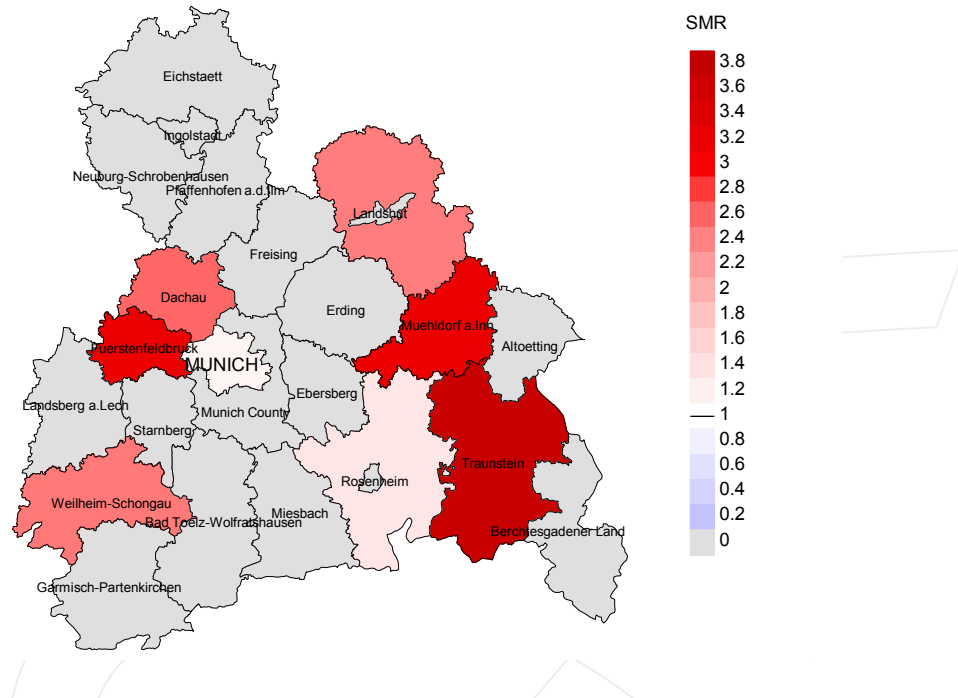 SMR
Eichstaett
Ingolstadt
Neuburg-Schrobenhausen
Pfaffenhofen a.d.Ilm
Landshut
Freising
Dachau
Erding
Muehldorf a.Inn
Fuerstenfeldbruck
MUNICH
Altoetting
Ebersberg
Landsberg a.Lech
Munich County
Starnberg
Traunstein
Rosenheim
Weilheim-Schongau
Miesbach
Bad Toelz-Wolfratshausen
Berchtesgadener Land
Garmisch-Partenkirchen
3.8
3.6
3.4
3.2
3
2.8
2.6
2.4
2.2
2
1.8
1.6
1.4
1.2
1
0.8
0.6
0.4
0.2
0